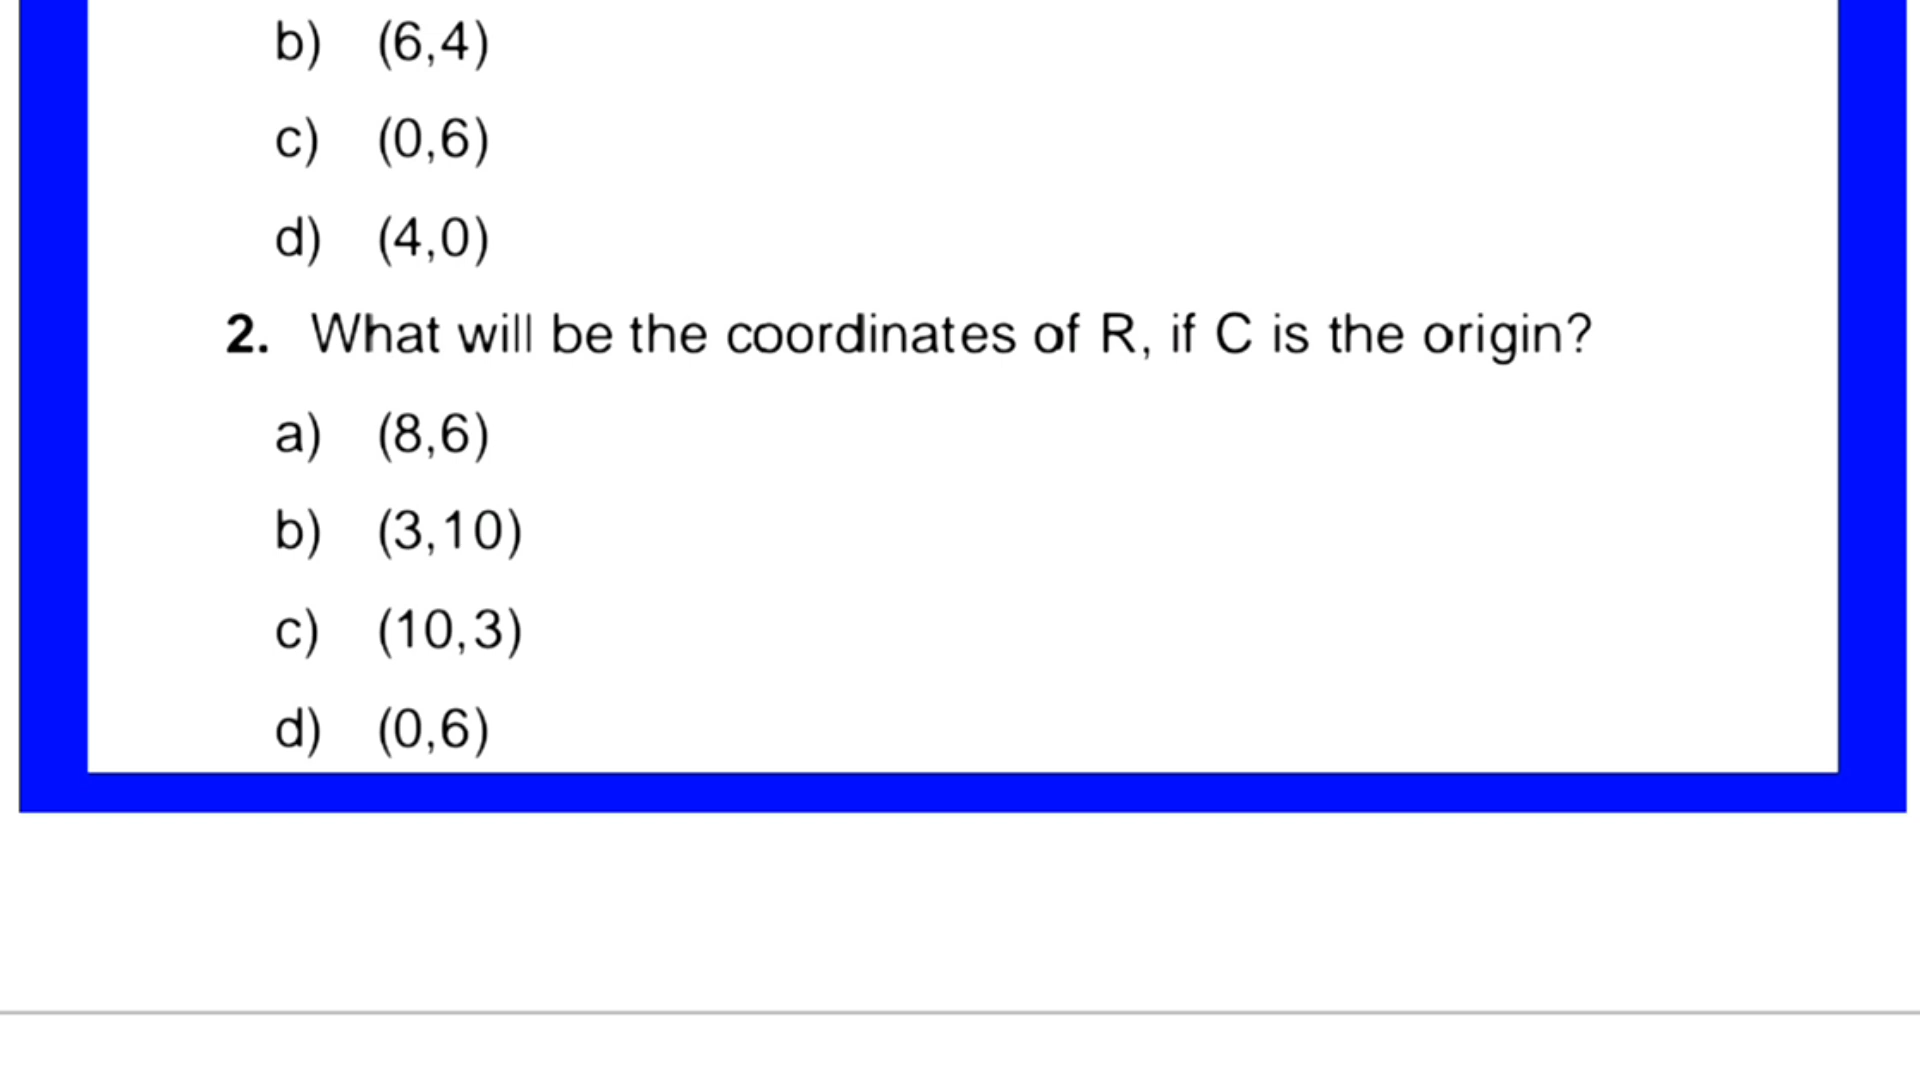 b) (6,4)
c) (0,6)
d) (4,0)
2. What will be the coordinates of R, if C is the origin?
a) (8,6)
b) (3,10)
c) (10,3)
d) (0,6)